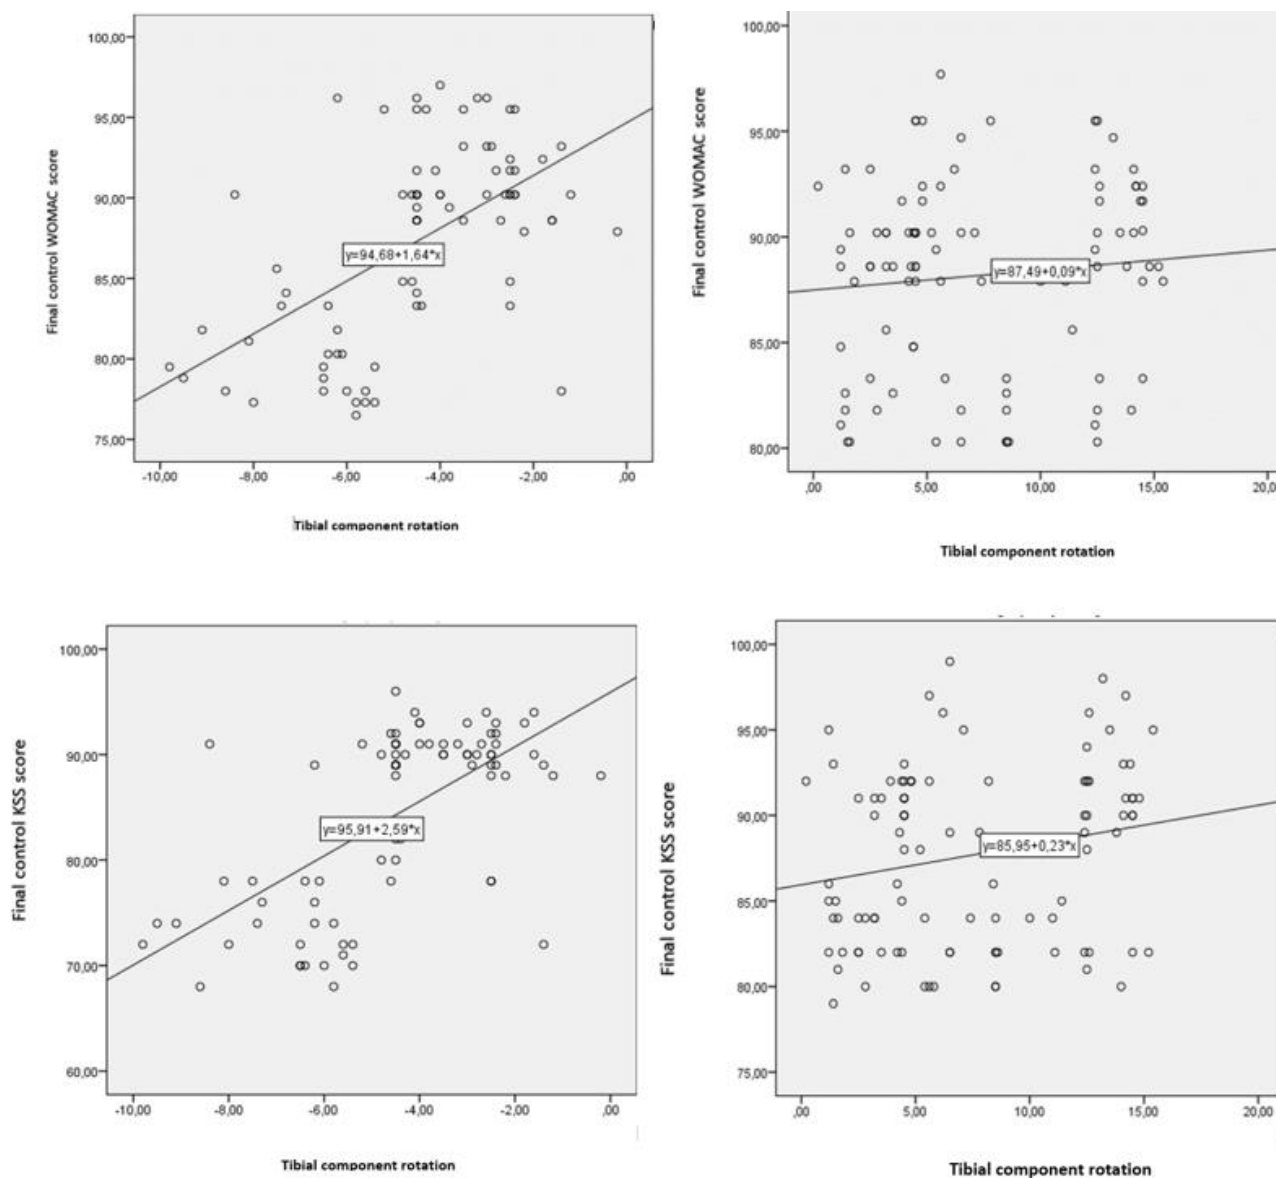 Final control WOMAC score
100,00
95,00
90,00
85,00
80,00
75,00
y=94,68+1,64*x
-10,00 -8,00 -6,00 -4,00 -2,00 ,00
Tibial component rotation
Final control WOMAC score
100,00
95,00
90,00
85,00
80,00
y=87,49+0,09*x
,00 5,00 10,00 15,00 20,0
Tibial component rotation
Final control KSS score
100,00
90,00
80,00
70,00
60,00
y=95,91+2,59*x
-10,00 -8,00 -6,00 -4,00 -2,00 ,00
Tibial component rotation
Final control KSS score
100,00
95,00
90,00
85,00
80,00
75,00
y=85,95+0,23*x
,00 5,00 10,00 15,00 20,00
Tibial component rotation